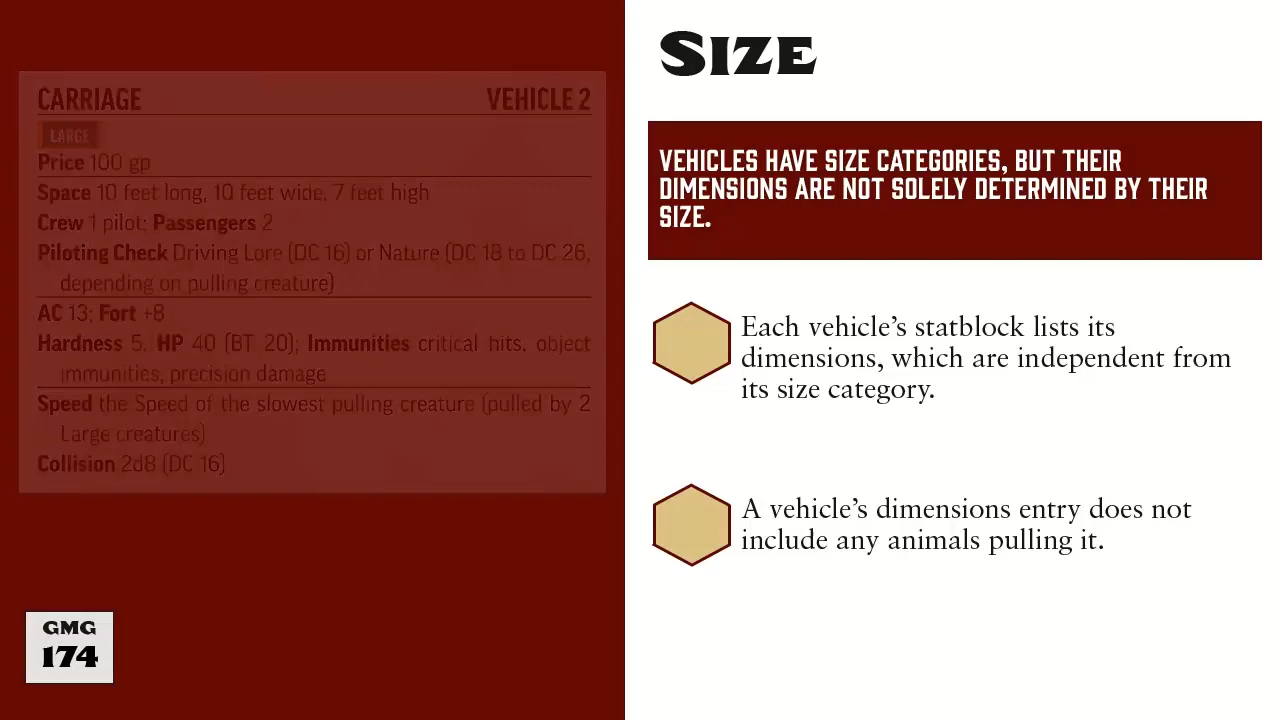 CARRIAGE VEHICLE 2
LARGE
Price 100 gp
Space 10 feet long, 10 feet wide, 7 feet high
Crew 1 pilot; Passengers 2
Piloting Check Driving Lore (DC 16) or Nature (DC 18 to DC 26,
depending on pulling creature)
AC 13; Fort +8
Hardness 5, HP 40 (BT 20); Immunities critical hits, object
immunities, precision damage
Speed the Speed of the slowest pulling creature (pulled by 2
Large creatures)
Collision 2d8 (DC 16)
GMG
174
SIZE
VEHICLES HAVE SIZE CATEGORIES, BUT THEIR
DIMENSIONS ARE NOT SOLELY DETERMINED BY THEIR
SIZE.
Each vehicle's statblock lists its
dimensions, which are independent from
its size category.
A vehicle's dimensions entry does not
include any animals pulling it.